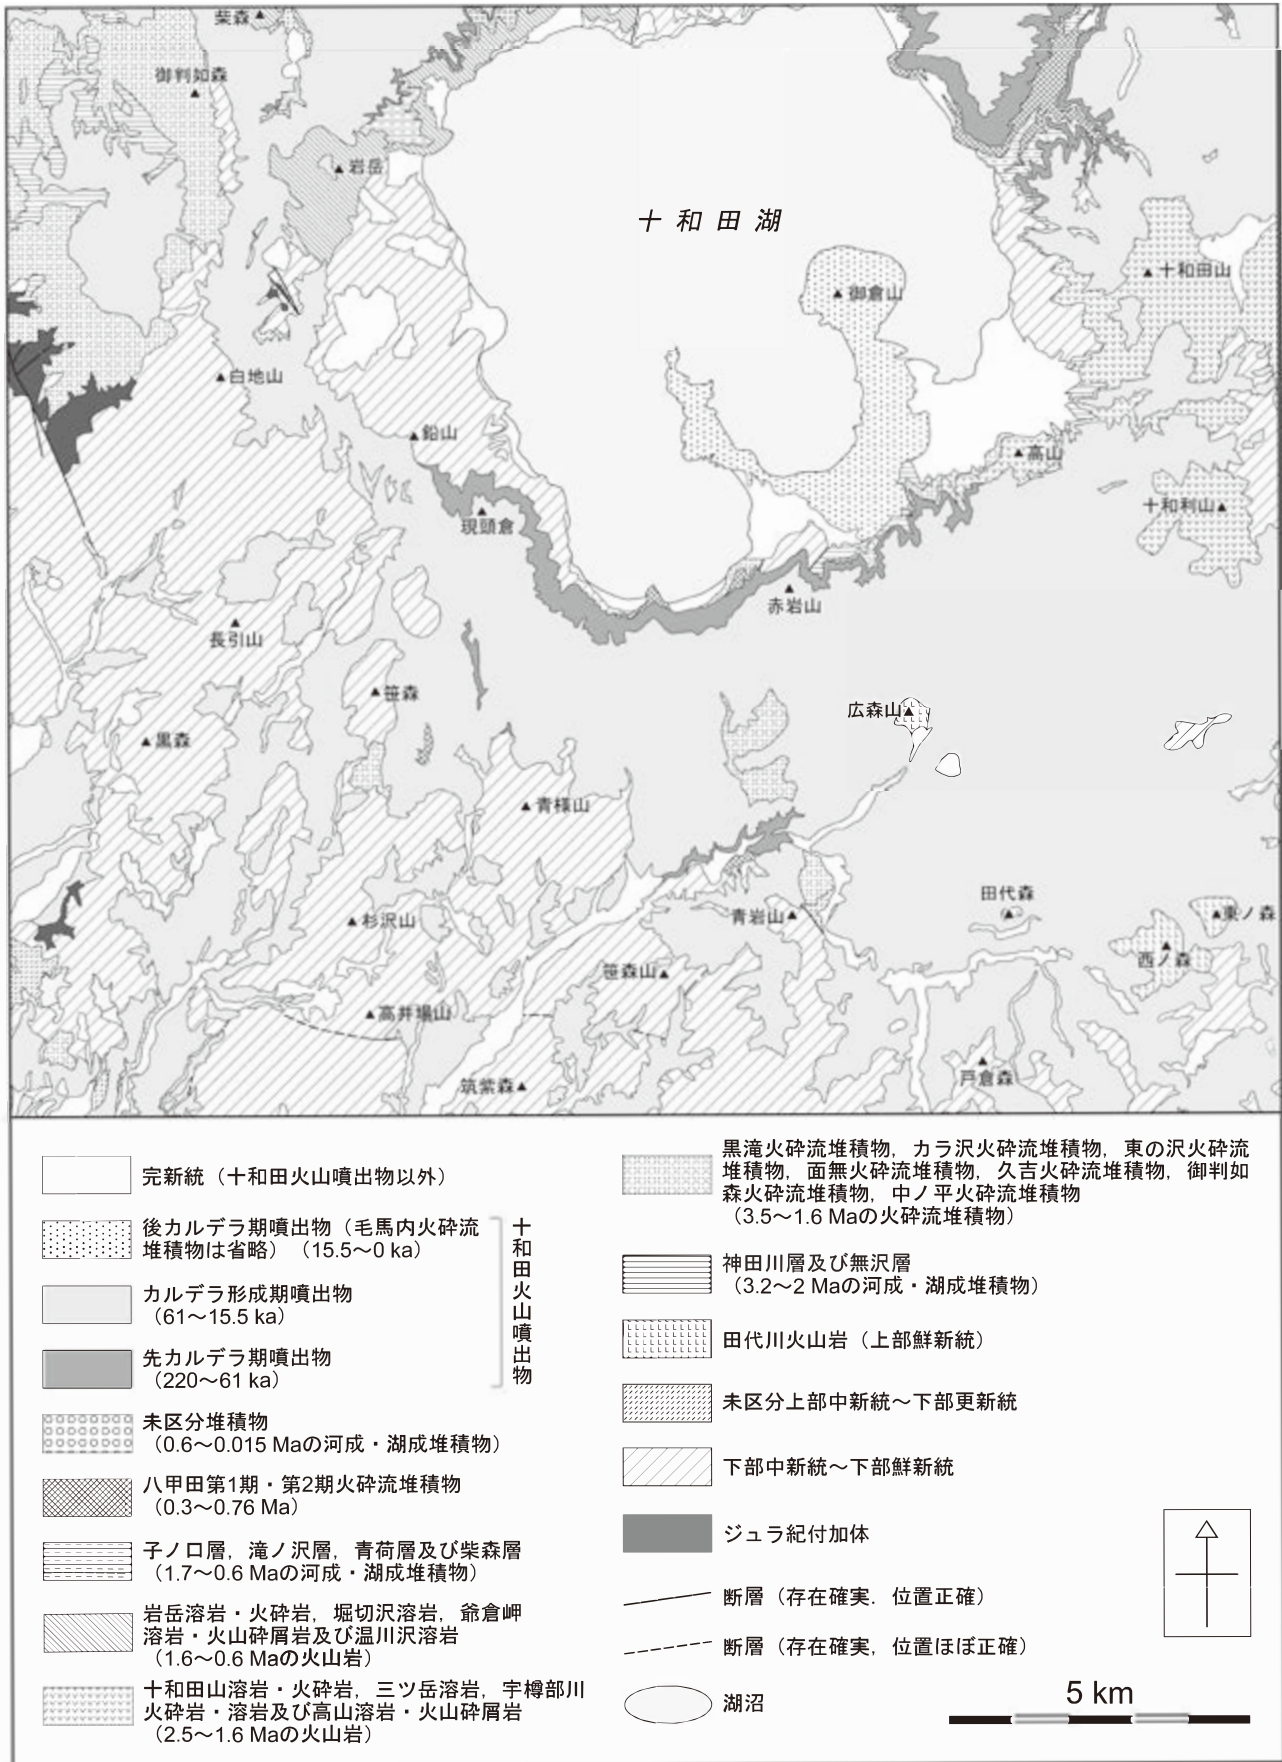 柴森
御判如森
岩岳
十和田湖
十和田山
御倉山
白地山
鉛山
高山
十和利山
現頭倉
赤岩山
長引山
笹森
広森山
黒森
青様山
田代森
東ノ森
杉沢山
青岩山
西ノ森
笹森山
高井場山
戸倉森
筑紫森
完新統（十和田火山噴出物以外）
後カルデラ期噴出物（毛馬内火砕流
堆積物は省略）（15.5～0 ka）
カルデラ形成期噴出物
（61～15.5 ka）
先カルデラ期噴出物
（220～61 ka）
十和田火山噴出物
未区分堆積物
（0.6～0.015 Maの河成・湖成堆積物）
八甲田第1期・第2期火砕流堆積物
（0.3～0.76 Ma）
子ノ口層，滝ノ沢層，青荷層及び柴森層
（1.7～0.6 Maの河成・湖成堆積物）
岩岳溶岩・火砕岩，堀切沢溶岩，爺倉岬
溶岩・火山砕屑岩及び温川沢溶岩
（1.6～0.6 Maの火山岩）
十和田山溶岩・火砕岩，三ツ岳溶岩，宇樽部川
火砕岩・溶岩及び高山溶岩・火山砕屑岩
（2.5～1.6 Maの火山岩）
黒滝火砕流堆積物，カラ沢火砕流堆積物，東の沢火砕流
堆積物，面無火砕流堆積物，久吉火砕流堆積物，御判如
森火砕流堆積物，中ノ平火砕流堆積物
（3.5～1.6 Maの火砕流堆積物）
神田川層及び無沢層
（3.2～2 Maの河成・湖成堆積物）
田代川火山岩（上部鮮新統）
未区分上部中新統～下部更新統
下部中新統～下部鮮新統
ジュラ紀付加体
断層（存在確実．位置正確）
断層（存在確実，位置ほぼ正確）
湖沼
5 km